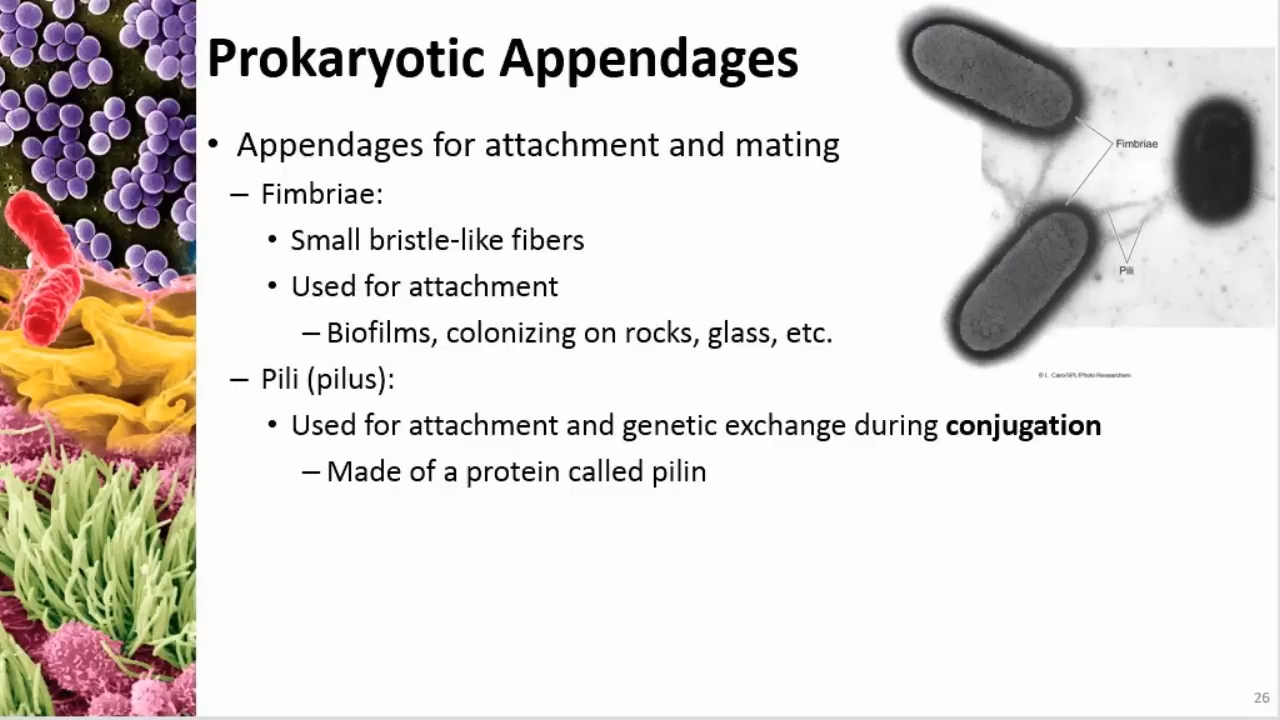 Prokaryotic Appendages
• Appendages for attachment and mating
– Fimbriae:
• Small bristle-like fibers
• Used for attachment
– Biofilms, colonizing on rocks, glass, etc.
– Pili (pilus):
• Used for attachment and genetic exchange during conjugation
– Made of a protein called pilin
Fimbriae
Pili
© L. Caro/SPL/Photo Researchers
26